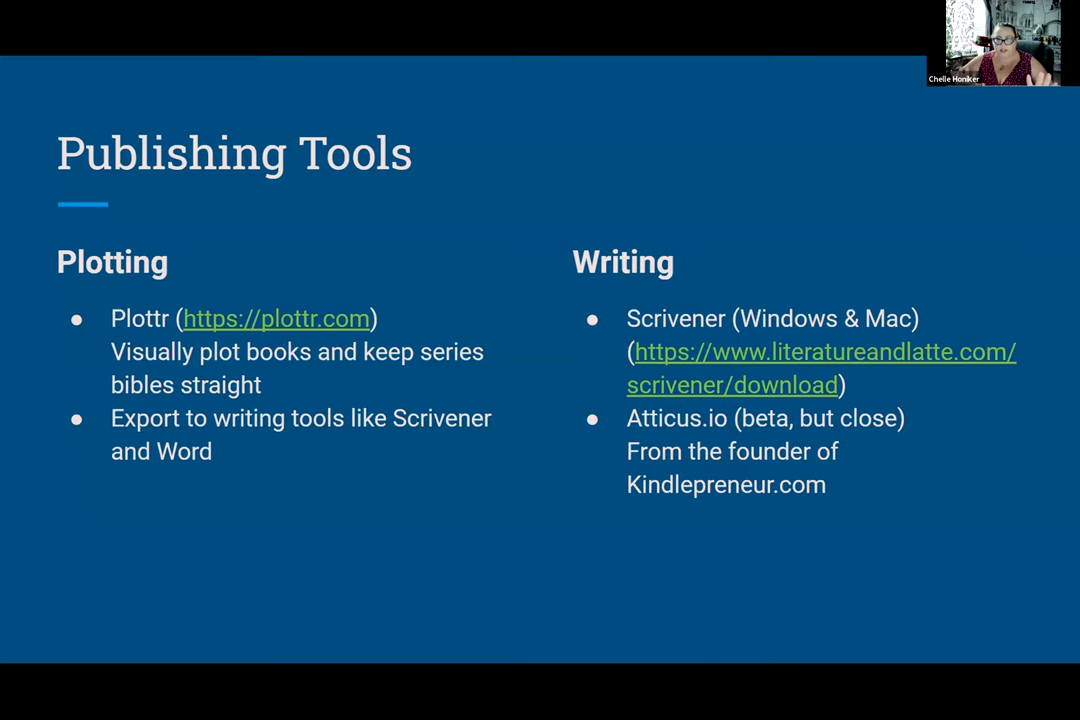 Chelle Honiker
Publishing Tools
Plotting
● Plottr (https://plottr.com)
Visually plot books and keep series
bibles straight
● Export to writing tools like Scrivener
and Word
Writing
● Scrivener (Windows & Mac)
(https://www.literatureandlatte.com/
scrivener/download)
● Atticus.io (beta, but close)
From the founder of
Kindlepreneur.com